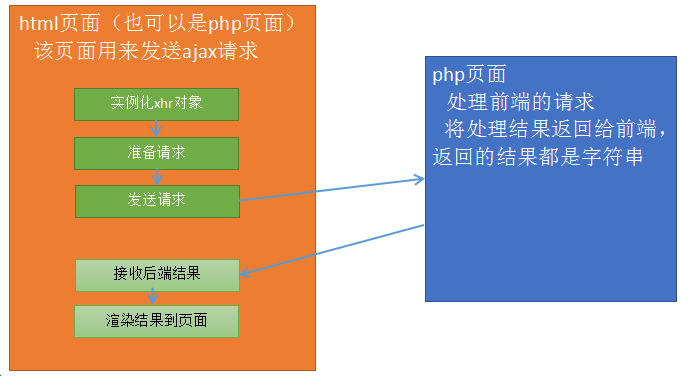 html页面（也可以是php页面）
该页面用来发送ajax请求
实例化xhr对象
准备请求
发送请求
接收后端结果
渲染结果到页面
php页面
处理前端的请求
将处理结果返回给前端，
返回的结果都是字符串